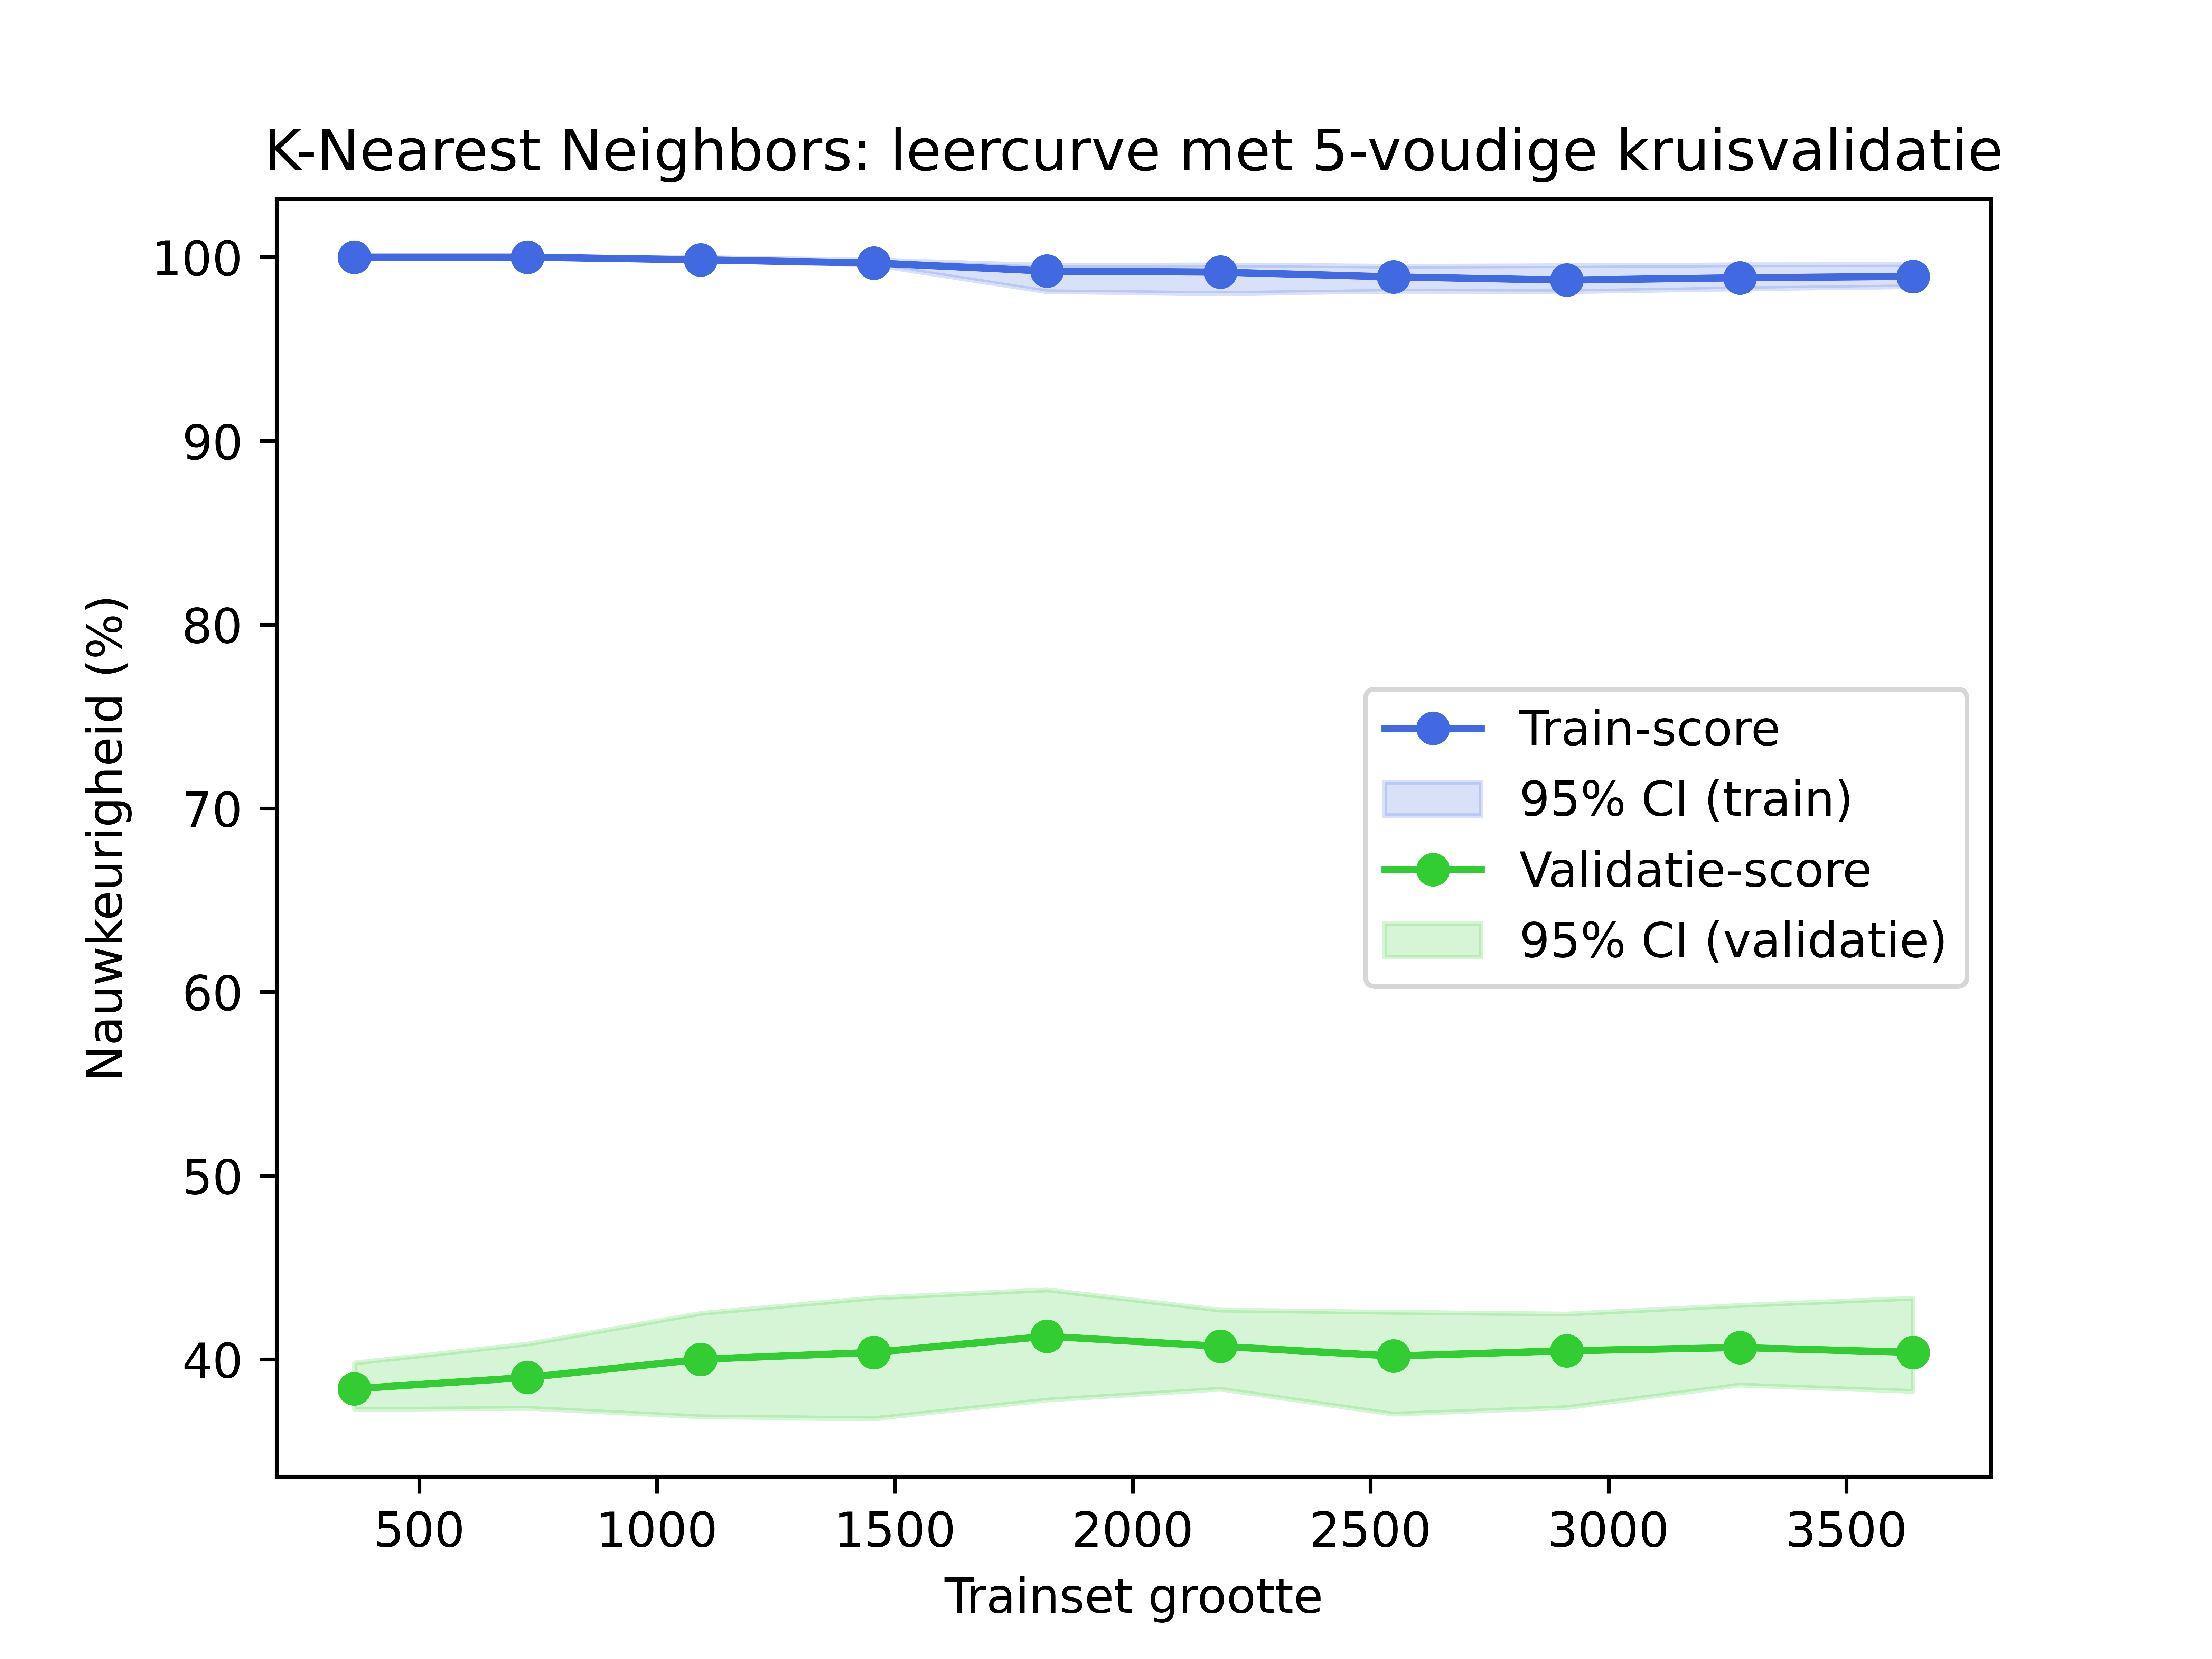 K-Nearest Neighbors: leercurve met 5-voudige kruisvalidatie
100
90
80
70
60
50
40
Nauwkeurigheid (%)
Train-score
95% CI (train)
Validatie-score
95% CI (validatie)
500 1000 1500 2000 2500 3000 3500
Trainset grootte